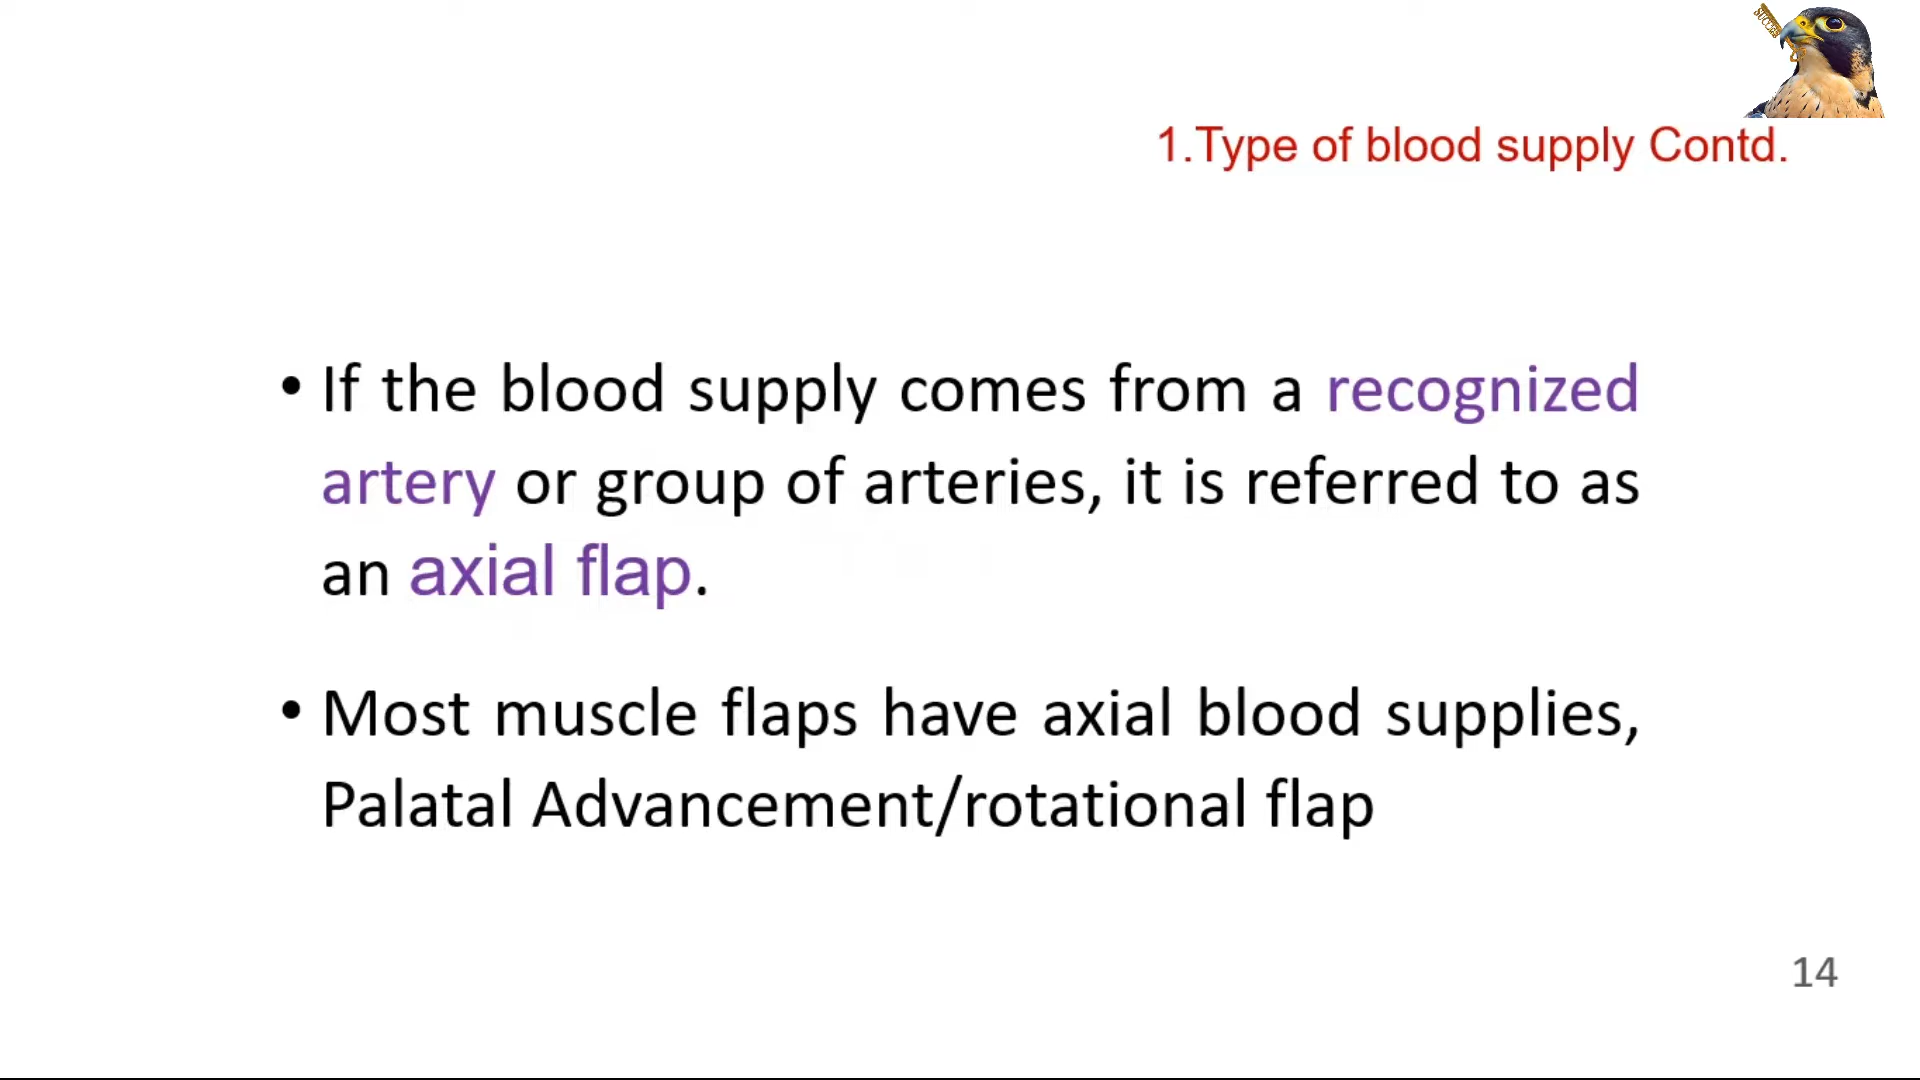 SUCCESS
1.Type of blood supply Contd.
• If the blood supply comes from a recognized
artery or group of arteries, it is referred to as
an axial flap.
• Most muscle flaps have axial blood supplies,
Palatal Advancement/rotational flap
14